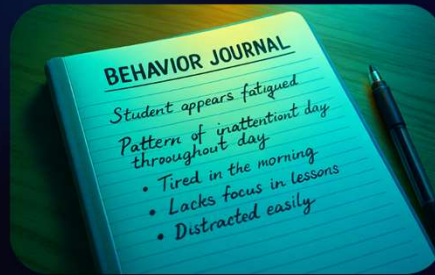 BEHAVIOR JOURNAL
Student appears fatigued
Pattern of inattentiont day
throughout day
• Tired in the morning
• Lacks focus in lessons
• Distracted easily